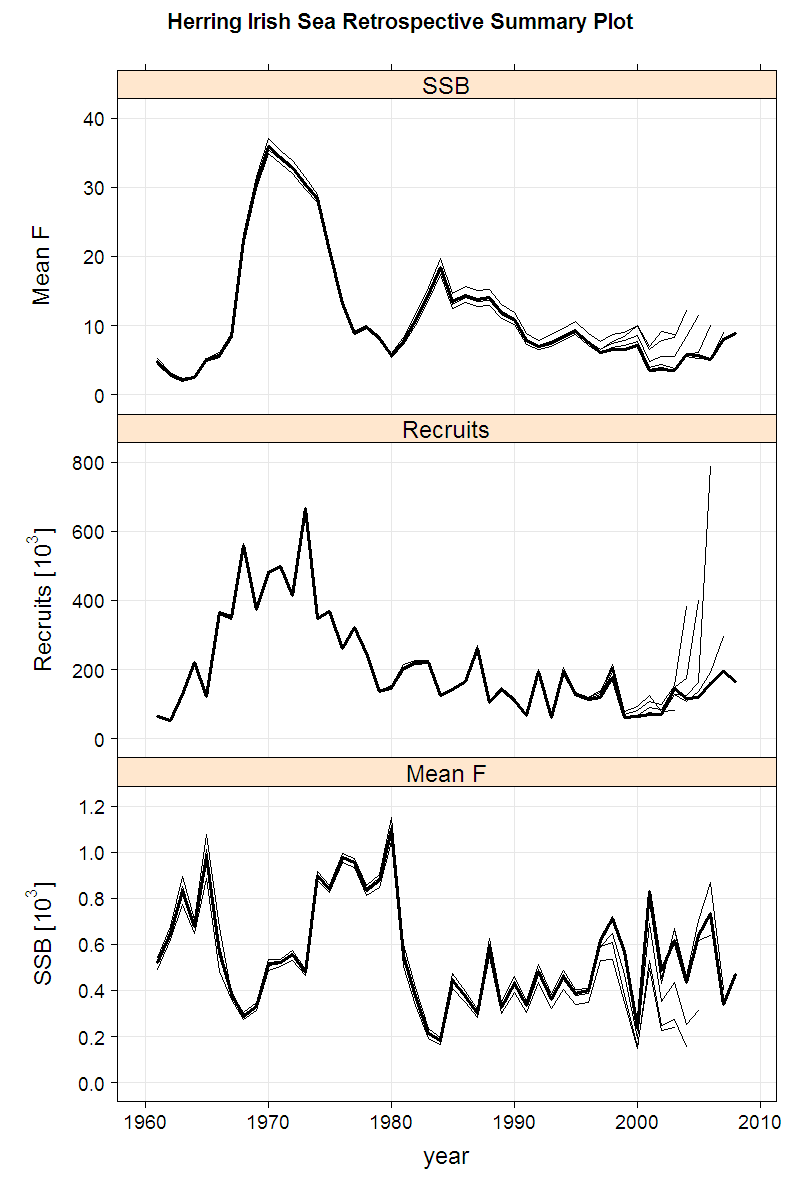 Herring Irish Sea Retrospective Summary Plot
SSB
Mean F
40
30
20
10
0
Recruits
Recruits [10³]
800
600
400
200
0
Mean F
SSB [10³]
1.2
1.0
0.8
0.6
0.4
0.2
0.0
1960 1970 1980 1990 2000 2010
year